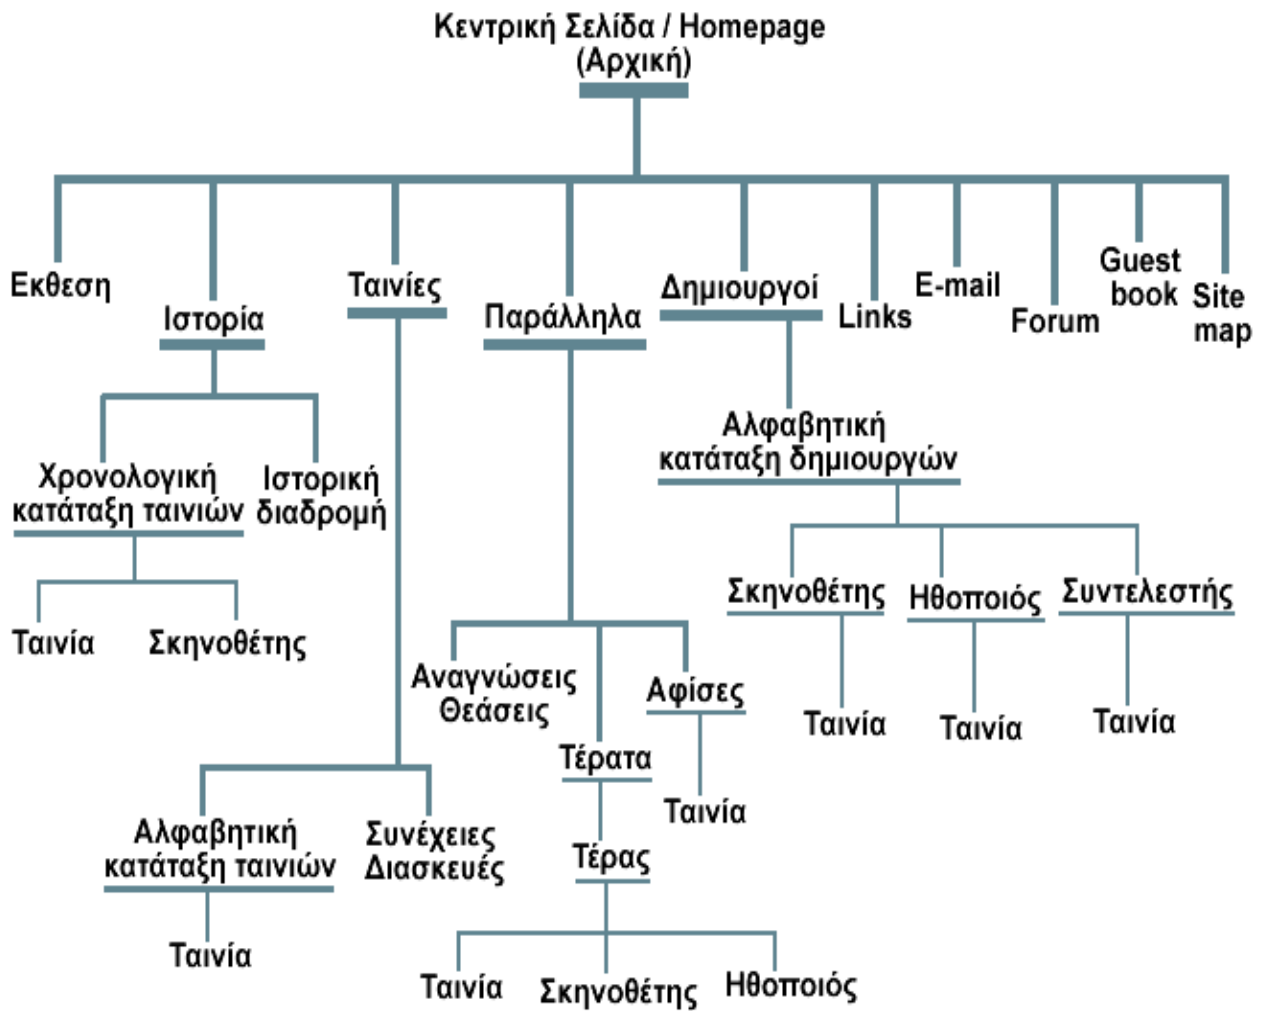 Κεντρική Σελίδα / Homepage
(Αρχική)
Εκθεση
Ιστορία
Ταινίες
Παράλληλα
Δημιουργοί
Links
E-mail
Forum
Guest
book
Site
map
Χρονολογική
κατάταξη ταινιών
Ιστορική
διαδρομή
Αλφαβητική
κατάταξη δημιουργών
Ταινία
Σκηνοθέτης
Σκηνοθέτης
Ηθοποιός
Συντελεστής
Αναγνώσεις
Θεάσεις
Τέρατα
Αφίσες
Ταινία
Ταινία
Ταινία
Ταινία
Αλφαβητική
κατάταξη ταινιών
Συνέχειες
Διασκευές
Τέρας
Ταινία
Ταινία
Σκηνοθέτης
Ηθοποιός